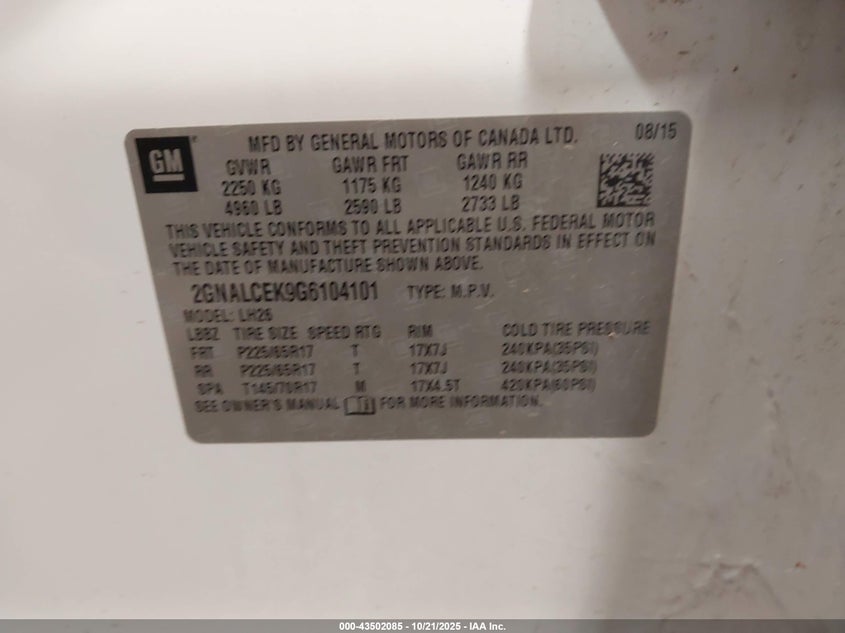 GM
MFD BY GENERAL MOTORS OF CANADA LTD. 08/15
GVWR GAWR FRT GAWR RR
2250 KG 1175 KG 1240 KG
4960 LB 2590 LB 2733 LB
THIS VEHICLE CONFORMS TO ALL APPLICABLE U.S. FEDERAL MOTOR
VEHICLE SAFETY AND THEFT PREVENTION STANDARDS IN EFFECT ON
THE DATE OF MANUFACTURE SHOWN ABOVE.
2GNALCEK9G6104101 TYPE: M.P.V.
MODEL: LH26
LBBZ TIRE SIZE SPEED RTG RIM COLD TIRE PRESSURE
FRT P225/65R17 T 17X7J 240KPA(35PSI)
RR P225/65R17 T 17X7J 240KPA(35PSI)
SPA T145/70R17 M 17X4.5T 420KPA(60PSI)
SEE OWNER'S MANUAL FOR MORE INFORMATION.
000-43502085 - 10/21/2025 - IAA Inc.